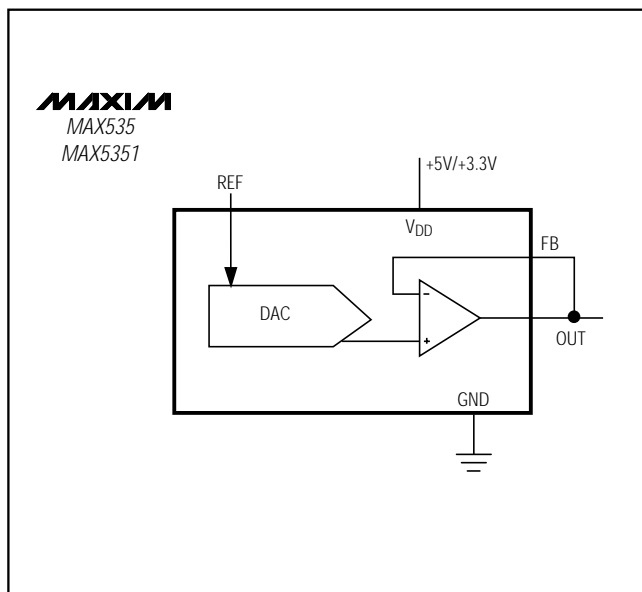 MAXIM
MAX535
MAX5351
+5V/+3.3V
REF
VDD
FB
DAC
-
+
OUT
GND